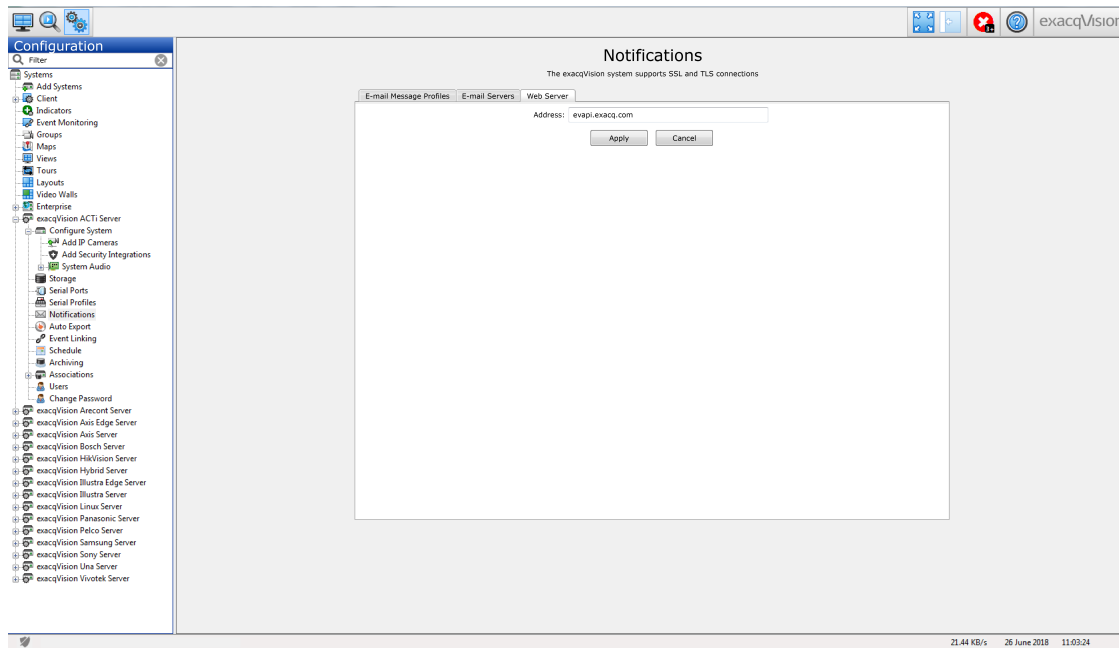 exacqVision
Configuration
Filter
Systems
Add Systems
Client
Indicators
Event Monitoring
Groups
Maps
Views
Tours
Layouts
Video Walls
Enterprise
exacqVision ACTi Server
Configure System
Add IP Cameras
Add Security Integrations
System Audio
Storage
Serial Ports
Serial Profiles
Notifications
Auto Export
Event Linking
Schedule
Archiving
Associations
Users
Change Password
exacqVision Arecont Server
exacqVision Axis Edge Server
exacqVision Axis Server
exacqVision Bosch Server
exacqVision HikVision Server
exacqVision Hybrid Server
exacqVision Illustra Edge Server
exacqVision Illustra Server
exacqVision Linux Server
exacqVision Panasonic Server
exacqVision Pelco Server
exacqVision Samsung Server
exacqVision Sony Server
exacqVision Una Server
exacqVision Vivotek Server
Notifications
The exacqVision system supports SSL and TLS connections
E-mail Message Profiles E-mail Servers Web Server
Address: evapi.exacq.com
Apply Cancel
21.44 KB/s 26 June 2018 11:03:24